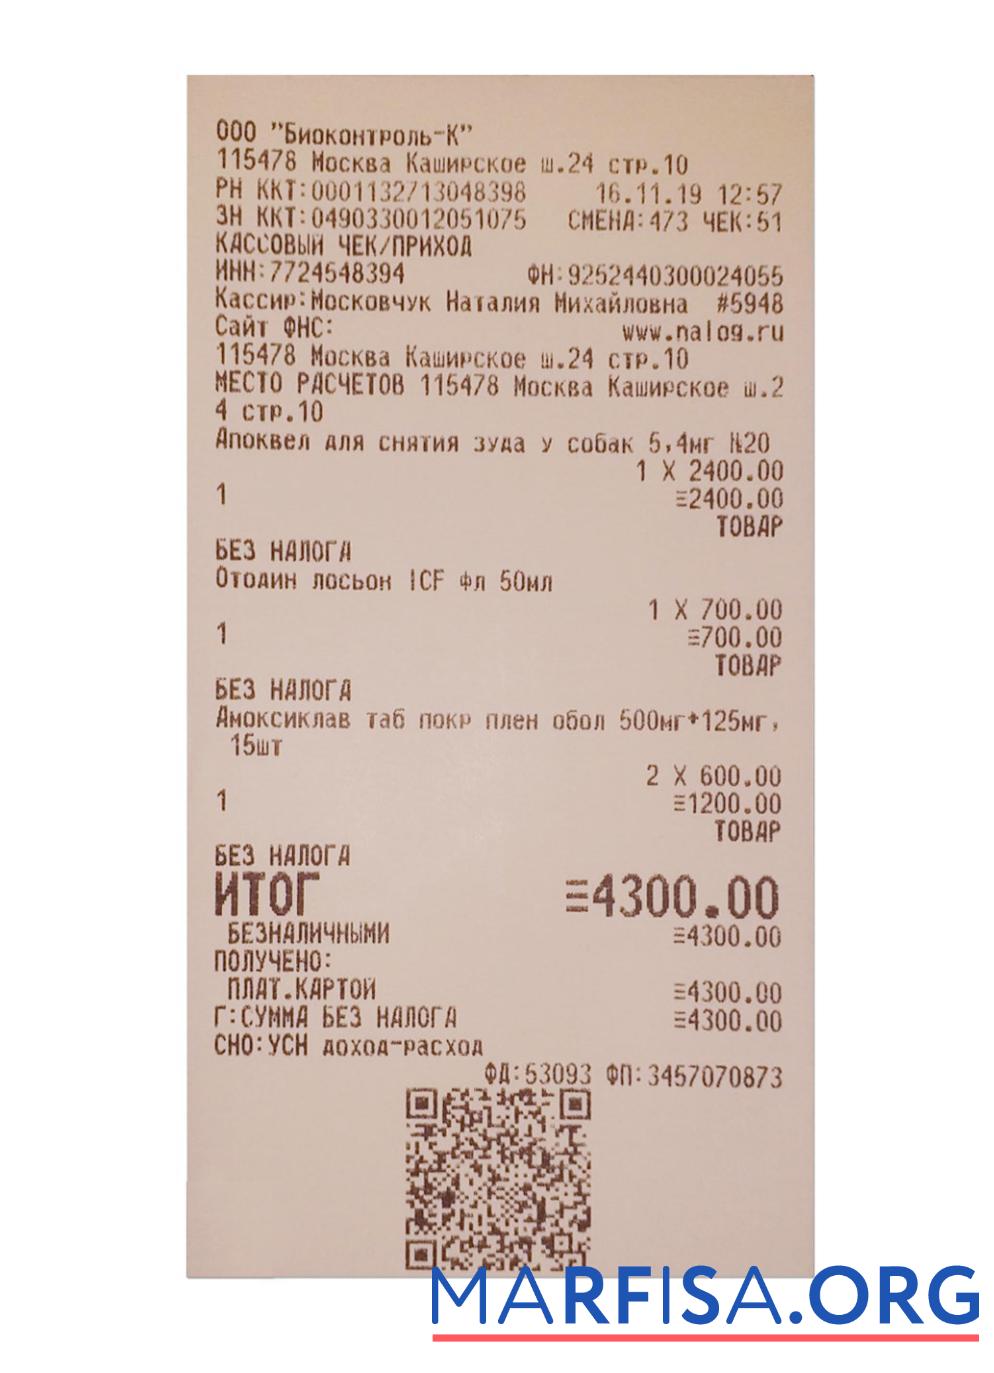 ООО "Биоконтроль-К"
115478 Москва Каширское ш.24 стр.10
РН ККТ:0001132713048398 16.11.19 12:57
ЗН ККТ:0490330012051075 СМЕНА:473 ЧЕК:51
КАССОВЫЙ ЧЕК/ПРИХОД
ИНН:7724548394 ФН:9252440300024055
Кассир:Московчук Наталия Михайловна #5948
Сайт ФНС: www.nalog.ru
115478 Москва Каширское ш.24 стр.10
МЕСТО РАСЧЕТОВ 115478 Москва Каширское ш.2
4 стр.10
Апоквел для снятия зуда у собак 5,4мг №20
1 X 2400.00
1 ≡2400.00
ТОВАР
БЕЗ НАЛОГА
Отодин лосьон ICF фл 50мл
1 X 700.00
1 ≡700.00
ТОВАР
БЕЗ НАЛОГА
Амоксиклав таб покр плен обол 500мг*125мг,
15шт
2 X 600.00
1 ≡1200.00
ТОВАР
БЕЗ НАЛОГА
ИТОГ ≡4300.00
БЕЗНАЛИЧНЫМИ ≡4300.00
ПОЛУЧЕНО:
ПЛАТ.КАРТОЙ ≡4300.00
Г:СУММА БЕЗ НАЛОГА ≡4300.00
СНО:УСН доход-расход
ФД:53093 ФП:3457070873
MARFISA.ORG